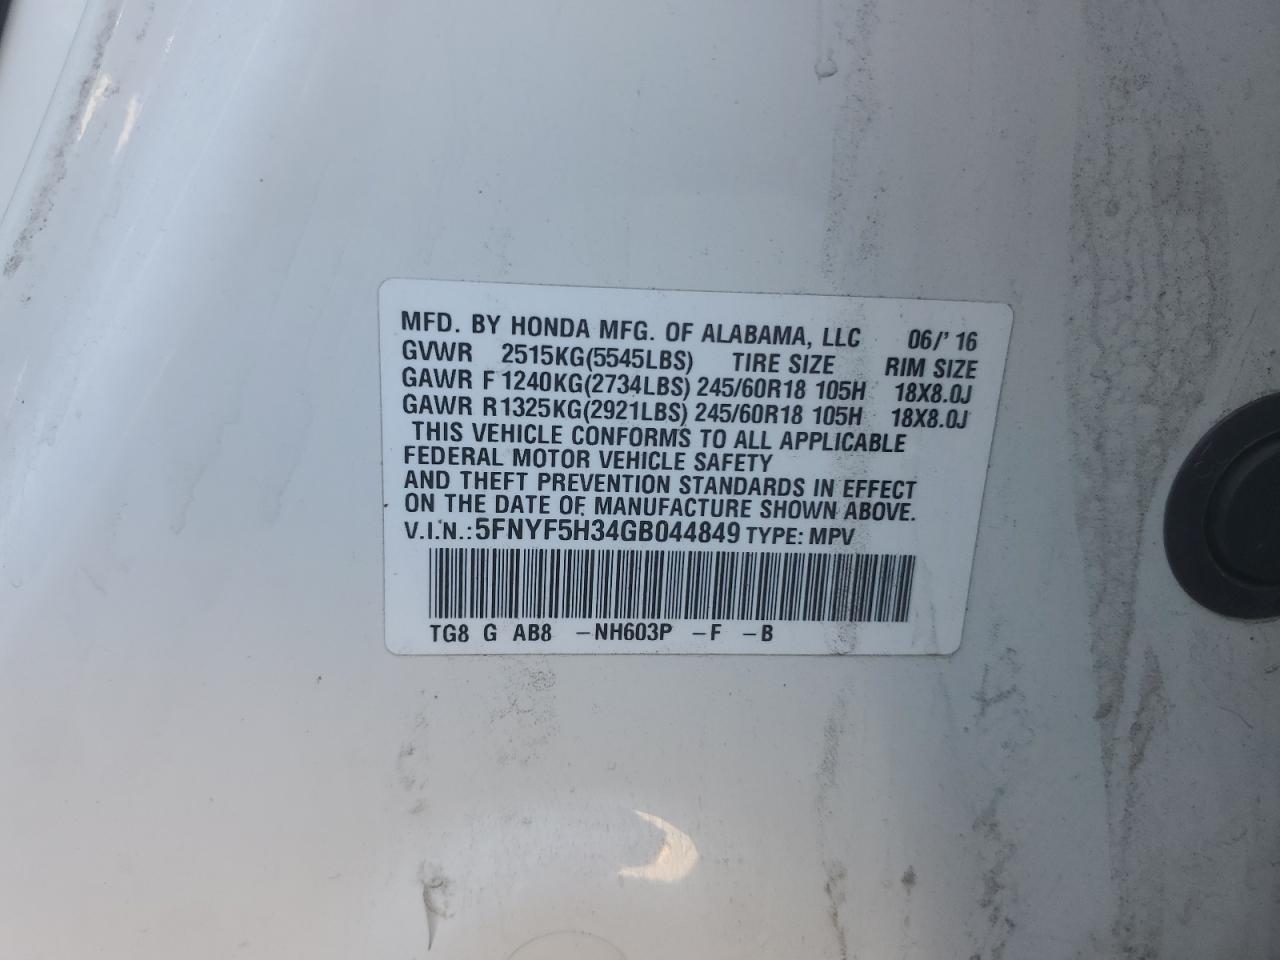 MFD. BY HONDA MFG. OF ALABAMA, LLC 06/'16
GVWR 2515KG(5545LBS) TIRE SIZE RIM SIZE
GAWR F 1240KG(2734LBS) 245/60R18 105H 18X8.0J
GAWR R 1325KG(2921LBS) 245/60R18 105H 18X8.0J
THIS VEHICLE CONFORMS TO ALL APPLICABLE
FEDERAL MOTOR VEHICLE SAFETY
AND THEFT PREVENTION STANDARDS IN EFFECT
ON THE DATE OF MANUFACTURE SHOWN ABOVE.
V.I.N.: 5FNYF5H34GB044849 TYPE: MPV
TG8 G AB8 -NH603P -F -B